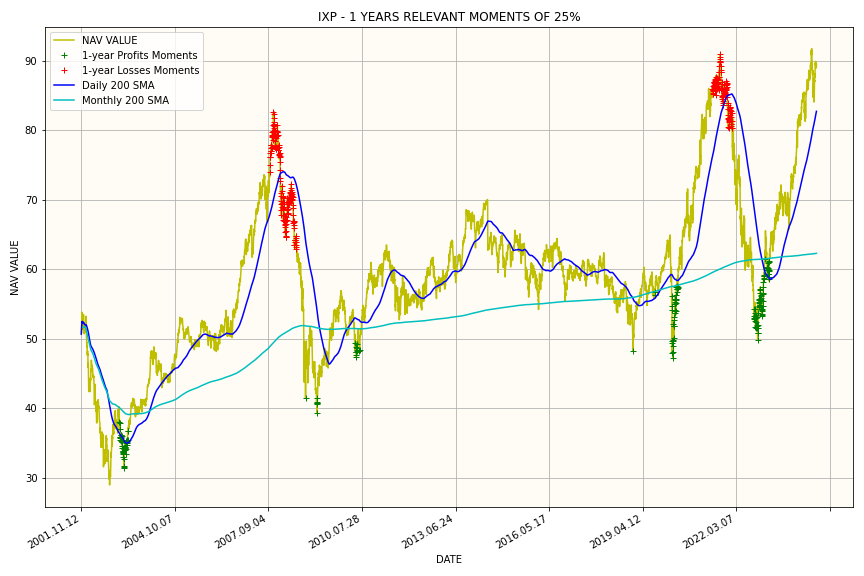 IXP - 1 YEARS RELEVANT MOMENTS OF 25%
NAV VALUE
1-year Profits Moments
1-year Losses Moments
Daily 200 SMA
Monthly 200 SMA
NAV VALUE
90
80
70
60
50
40
30
2001.11.12
2004.10.07
2007.09.04
2010.07.28
2013.06.24
2016.05.17
2019.04.12
2022.03.07
DATE